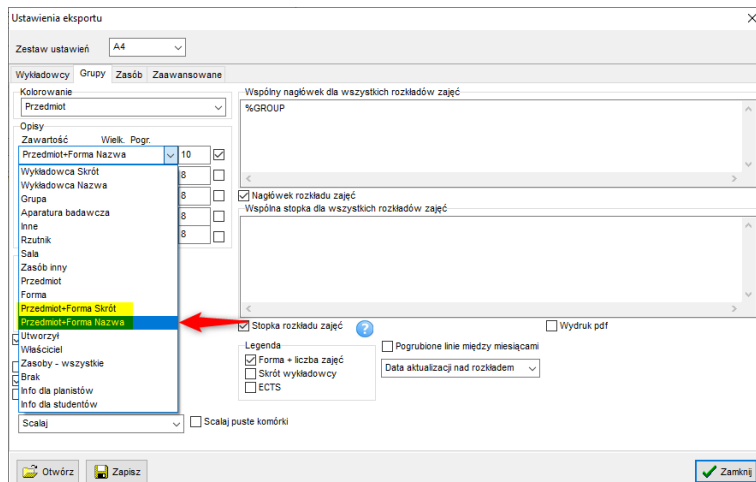 Ustawienia eksportu
Zestaw ustawień A4
Wykładowcy Grupy Zasób Zaawansowane
Kolorowanie
Przedmiot
Opisy
Zawartość Wielk. Pogr.
Przedmiot+Forma Nazwa 10
8
8
8
8
Wykładowca Skrót
Wykładowca Nazwa
Grupa
Aparatura badawcza
Inne
Rzutnik
Sala
Zasób inny
Przedmiot
Forma
Przedmiot+Forma Skrót
Przedmiot+Forma Nazwa
Utworzył
Właściciel
Zasoby - wszystkie
Brak
Info dla planistów
Info dla studentów
Scalaj
Scalaj puste komórki
Wspólny nagłówek dla wszystkich rozkładów zajęć
%GROUP
Nagłówek rozkładu zajęć
Wspólna stopka dla wszystkich rozkładów zajęć
Stopka rozkładu zajęć ?
Wydruk pdf
Legenda
Forma + liczba zajęć
Skrót wykładowcy
ECTS
Pogrubione linie między miesiącami
Data aktualizacji nad rozkładem
Otwórz Zapisz Zamknij